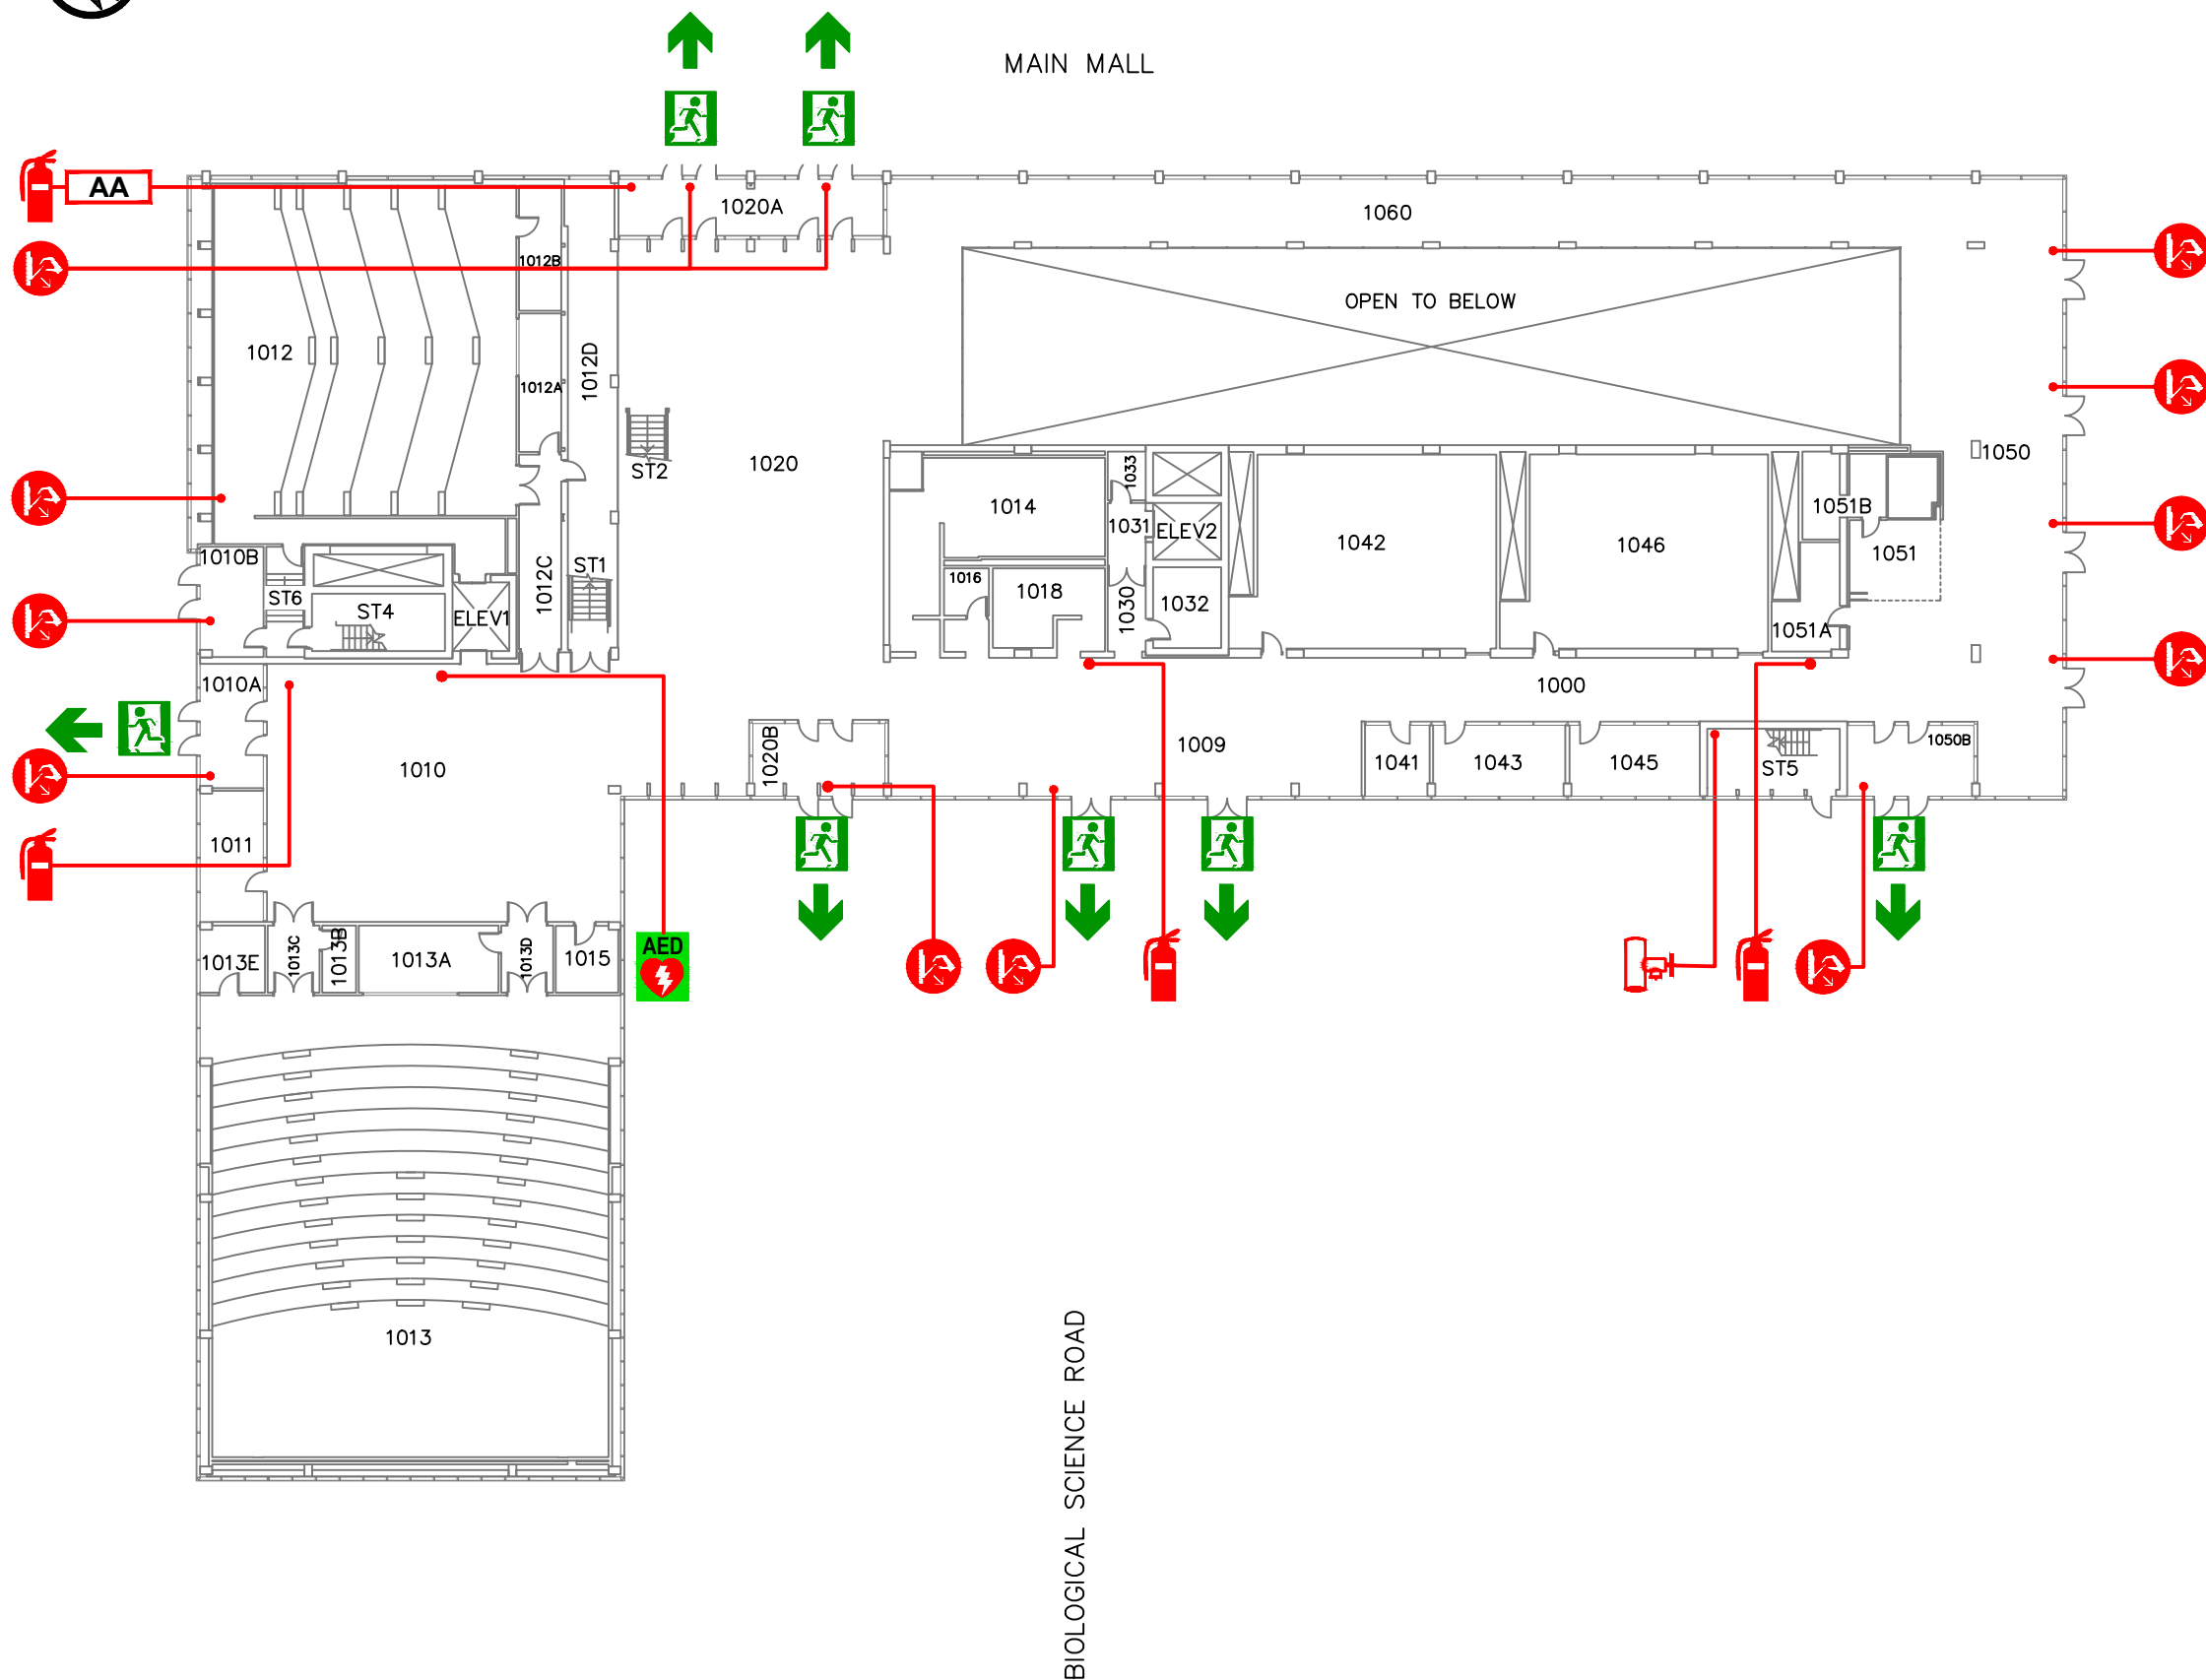 MAIN MALL
AA
1020A
1060
1012B
OPEN TO BELOW
1012
1012D
1012A
1050
ST2
1020
1033
1014
1051B
1031
ELEV2
1042
1046
1051
1010B
ST1
1012C
1016
1018
1030
1032
ST6
ST4
ELEV1
1051A
1010A
1000
1020B
1009
1050B
1010
1041
1043
1045
ST5
1011
1013E
1013C
1013B
1013A
1013D
1015
AED
1013
BIOLOGICAL SCIENCE ROAD